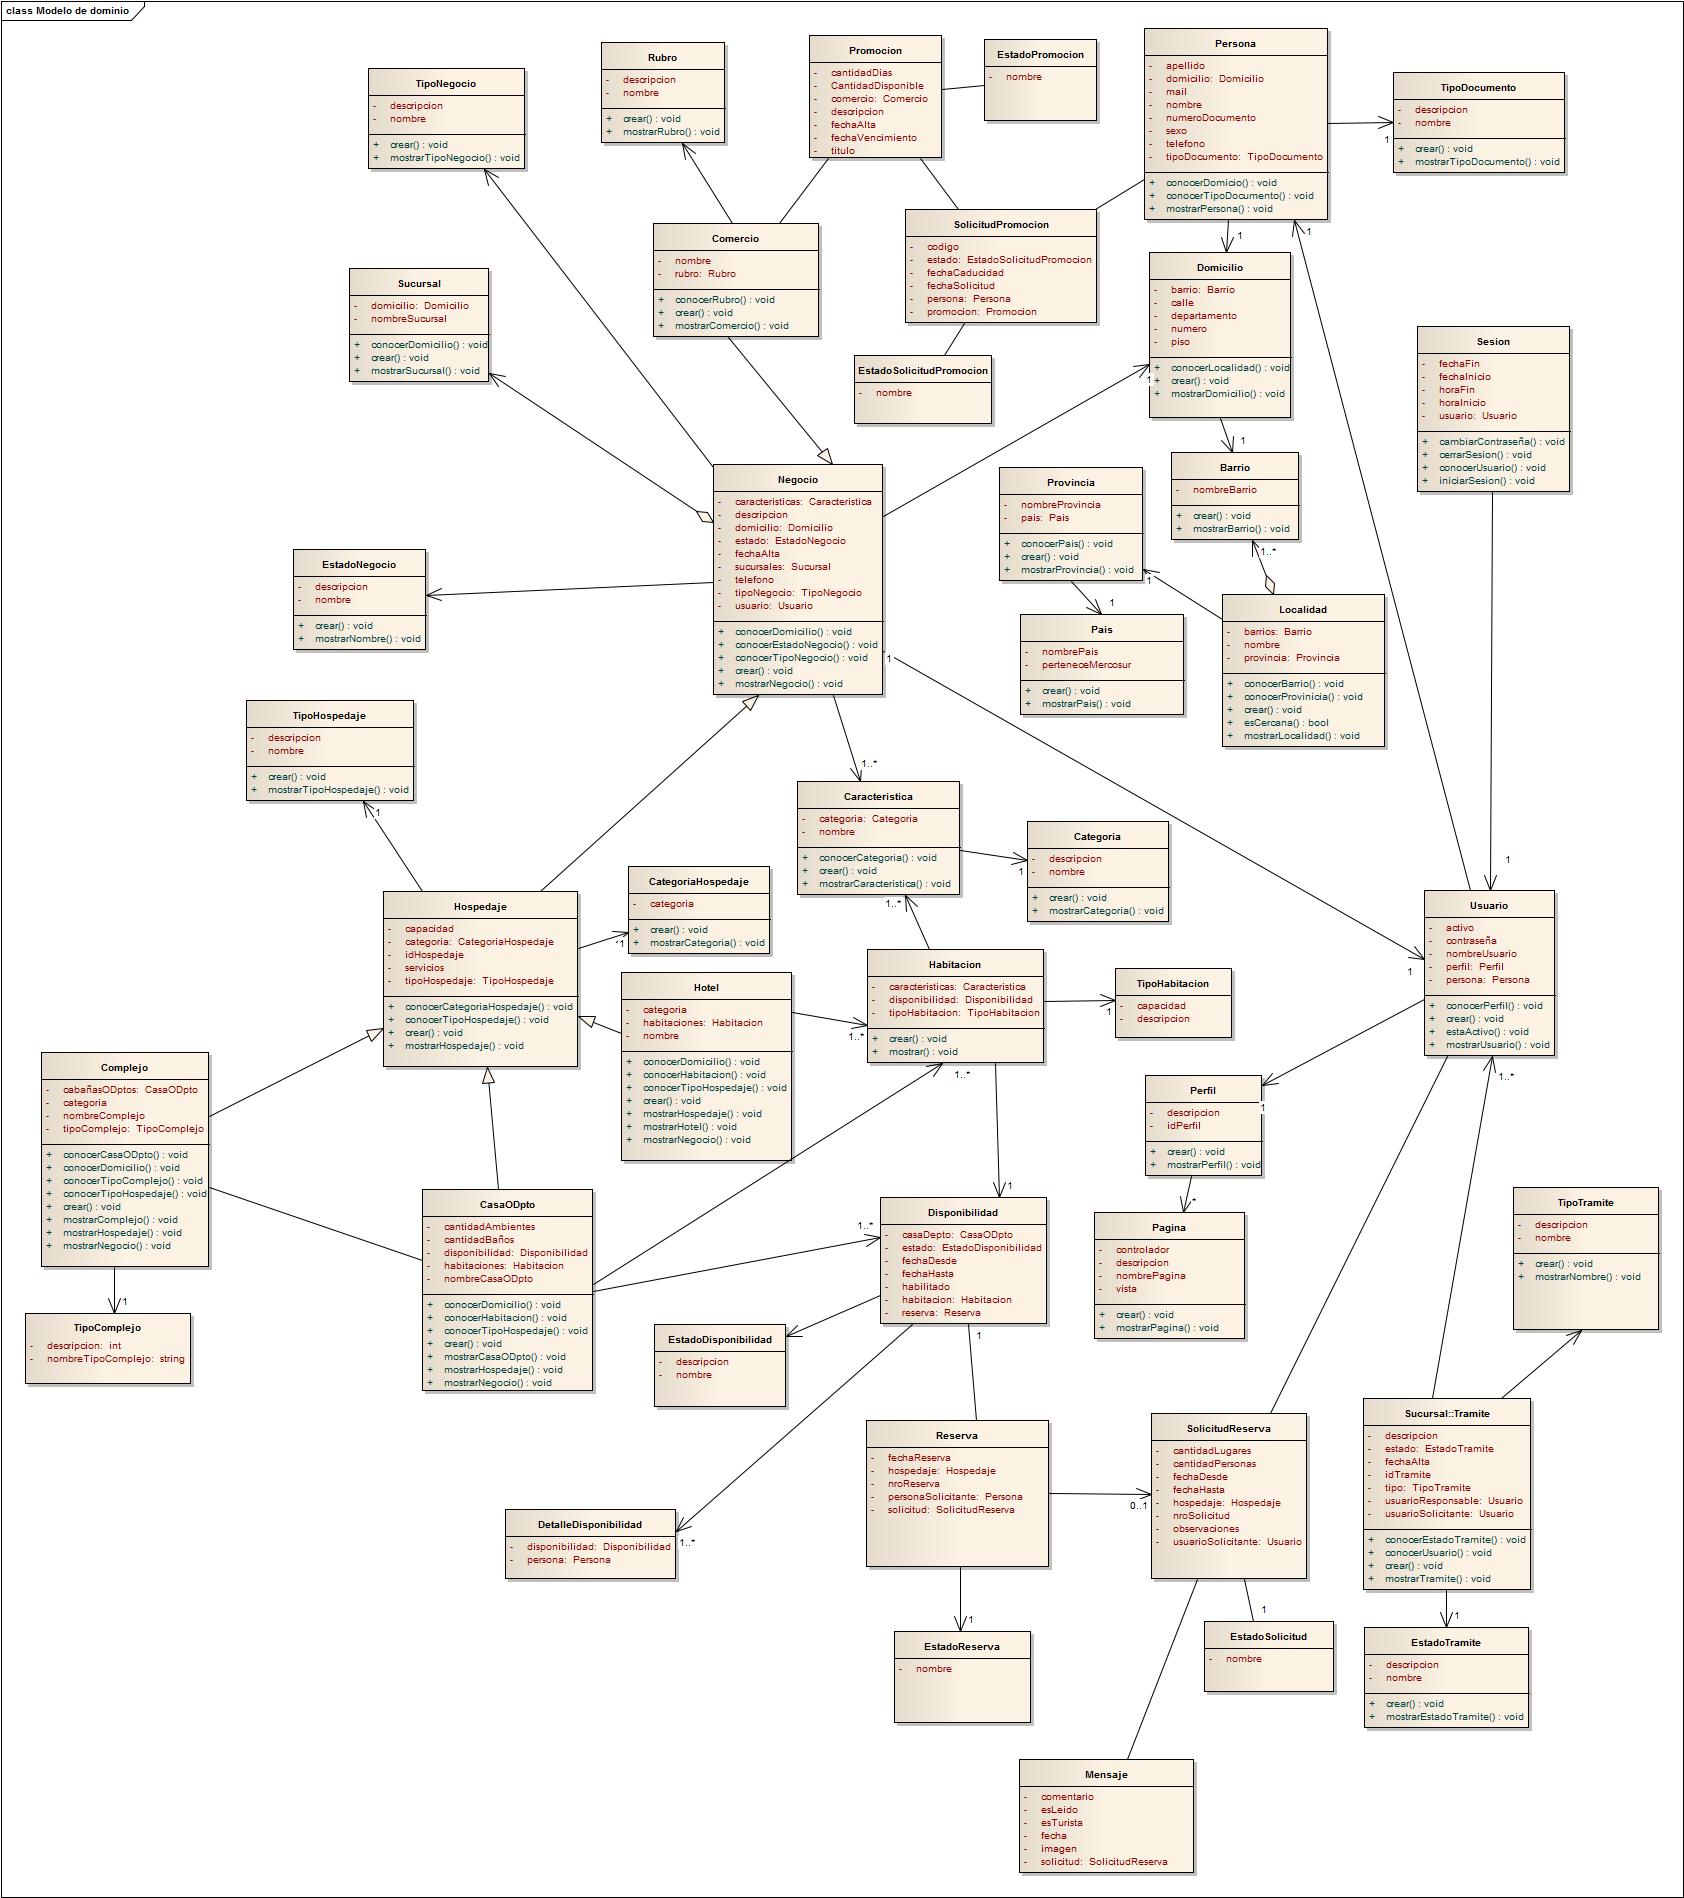 class Modelo de dominio
TipoNegocio
- descripcion
- nombre
+ crear() : void
+ mostrarTipoNegocio() : void
Rubro
- descripcion
- nombre
+ crear() : void
+ mostrarRubro() : void
Promocion
- cantidadDias
- CantidadDisponible
- comercio: Comercio
- descripcion
- fechaAlta
- fechaVencimiento
- titulo
EstadoPromocion
- nombre
Persona
- apellido
- domicilio: Domicilio
- mail
- nombre
- numeroDocumento
- sexo
- telefono
- tipoDocumento: TipoDocumento
+ conocerDomicio() : void
+ conocerTipoDocumento() : void
+ mostrarPersona() : void
1
TipoDocumento
- descripcion
- nombre
+ crear() : void
+ mostrarTipoDocumento() : void
Sucursal
- domicilio: Domicilio
- nombreSucursal
+ conocerDomicilio() : void
+ crear() : void
+ mostrarSucursal() : void
Comercio
- nombre
- rubro: Rubro
+ conocerRubro() : void
+ crear() : void
+ mostrarComercio() : void
SolicitudPromocion
- codigo
- estado: EstadoSolicitudPromocion
- fechaCaducidad
- fechaSolicitud
- persona: Persona
- promocion: Promocion
EstadoSolicitudPromocion
- nombre
1
1
Domicilio
- barrio: Barrio
- calle
- departamento
- numero
- piso
+ conocerLocalidad() : void
+ crear() : void
+ mostrarDomicilio() : void
1
1
Sesion
- fechaFin
- fechaInicio
- horaFin
- horaInicio
- usuario: Usuario
+ cambiarContraseña() : void
+ cerrarSesion() : void
+ conocerUsuario() : void
+ iniciarSesion() : void
Barrio
- nombreBarrio
+ crear() : void
+ mostrarBarrio() : void
1..*
Negocio
- caracteristicas: Caracteristica
- descripcion
- domicilio: Domicilio
- estado: EstadoNegocio
- fechaAlta
- sucursales: Sucursal
- telefono
- tipoNegocio: TipoNegocio
- usuario: Usuario
+ conocerDomicilio() : void
+ conocerEstadoNegocio() : void
+ conocerTipoNegocio() : void
+ crear() : void
+ mostrarNegocio() : void
1
Provincia
- nombreProvincia
- pais: Pais
+ conocerPais() : void
+ crear() : void
+ mostrarProvincia() : void
1
1
EstadoNegocio
- descripcion
- nombre
+ crear() : void
+ mostrarNombre() : void
Pais
- nombrePais
- perteneceMercosur
+ crear() : void
+ mostrarPais() : void
Localidad
- barrios: Barrio
- nombre
- provincia: Provincia
+ conocerBarrio() : void
+ conocerProvinicia() : void
+ crear() : void
+ esCercana() : bool
+ mostrarLocalidad() : void
TipoHospedaje
- descripcion
- nombre
+ crear() : void
+ mostrarTipoHospedaje() : void
1
1..*
Caracteristica
- categoria: Categoria
- nombre
+ conocerCategoria() : void
+ crear() : void
+ mostrarCaracteristica() : void
1..*
Categoria
- descripcion
- nombre
+ crear() : void
+ mostrarCategoria() : void
1
1
Hospedaje
- capacidad
- categoria: CategoriaHospedaje
- idHospedaje
- servicios
- tipoHospedaje: TipoHospedaje
+ conocerCategoriaHospedaje() : void
+ conocerTipoHospedaje() : void
+ crear() : void
+ mostrarHospedaje() : void
CategoriaHospedaje
- categoria
+ crear() : void
+ mostrarCategoria() : void
1
Usuario
- activo
- contraseña
- nombreUsuario
- perfil: Perfil
- persona: Persona
+ conocerPerfil() : void
+ crear() : void
+ estaActivo() : void
+ mostrarUsuario() : void
1
1..*
Hotel
- categoria
- habitaciones: Habitacion
- nombre
+ conocerDomicilio() : void
+ conocerHabitacion() : void
+ conocerTipoHospedaje() : void
+ crear() : void
+ mostrarHospedaje() : void
+ mostrarHotel() : void
+ mostrarNegocio() : void
1..*
Habitacion
- caracteristicas: Caracteristica
- disponibilidad: Disponibilidad
- tipoHabitacion: TipoHabitacion
+ crear() : void
+ mostrar() : void
1..*
TipoHabitacion
- capacidad
- descripcion
1
Complejo
- cabañasODptos: CasaODpto
- categoria
- nombreComplejo
- tipoComplejo: TipoComplejo
+ conocerCasaODpto() : void
+ conocerDomicilio() : void
+ conocerTipoComplejo() : void
+ conocerTipoHospedaje() : void
+ crear() : void
+ mostrarComplejo() : void
+ mostrarHospedaje() : void
+ mostrarNegocio() : void
1
TipoComplejo
- descripcion: int
- nombreTipoComplejo: string
Perfil
- descripcion
- idPerfil
+ crear() : void
+ mostrarPerfil() : void
1
*
CasaODpto
- cantidadAmbientes
- cantidadBaños
- disponibilidad: Disponibilidad
- habitaciones: Habitacion
- nombreCasaODpto
+ conocerDomicilio() : void
+ conocerHabitacion() : void
+ conocerTipoHospedaje() : void
+ crear() : void
+ mostrarCasaODpto() : void
+ mostrarHospedaje() : void
+ mostrarNegocio() : void
1
1..*
Disponibilidad
- casaDepto: CasaODpto
- estado: EstadoDisponibilidad
- fechaDesde
- fechaHasta
- habilitado
- habitacion: Habitacion
- reserva: Reserva
1
Pagina
- controlador
- descripcion
- nombrePagina
- vista
+ crear() : void
+ mostrarPagina() : void
TipoTramite
- descripcion
- nombre
+ crear() : void
+ mostrarNombre() : void
EstadoDisponibilidad
- descripcion
- nombre
Reserva
- fechaReserva
- hospedaje: Hospedaje
- nroReserva
- personaSolicitante: Persona
- solicitud: SolicitudReserva
0..1
SolicitudReserva
- cantidadLugares
- cantidadPersonas
- fechaDesde
- fechaHasta
- hospedaje: Hospedaje
- nroSolicitud
- observaciones
- usuarioSolicitante: Usuario
Sucursal::Tramite
- descripcion
- estado: EstadoTramite
- fechaAlta
- idTramite
- tipo: TipoTramite
- usuarioResponsable: Usuario
- usuarioSolicitante: Usuario
+ conocerEstadoTramite() : void
+ conocerUsuario() : void
+ crear() : void
+ mostrarTramite() : void
DetalleDisponibilidad
- disponibilidad: Disponibilidad
- persona: Persona
1..*
1
EstadoReserva
- nombre
1
EstadoSolicitud
- nombre
1
EstadoTramite
- descripcion
- nombre
+ crear() : void
+ mostrarEstadoTramite() : void
Mensaje
- comentario
- esLeido
- esTurista
- fecha
- imagen
- solicitud: SolicitudReserva